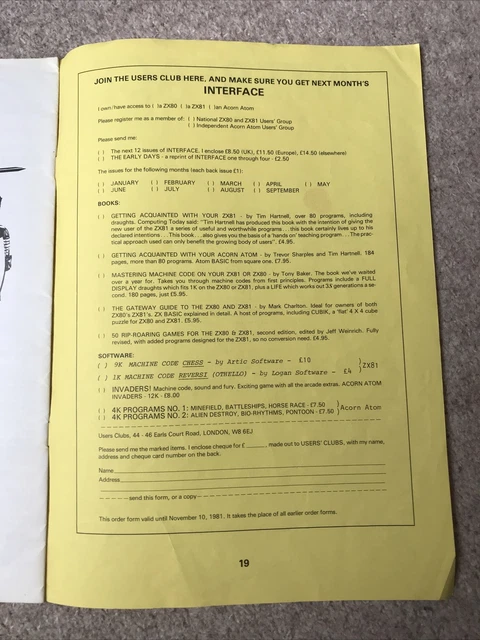 JOIN THE USERS CLUB HERE, AND MAKE SURE YOU GET NEXT MONTH'S
INTERFACE
I own/have access to ( )a ZX80 ( )a ZX81 ( )an Acorn Atom
Please register me as a member of: ( ) National ZX80 and ZX81 Users' Group
( ) Independent Acorn Atom Users' Group
Please send me:
( ) The next 12 issues of INTERFACE. I enclose £8.50 (UK), £11.50 (Europe), £14.50 (elsewhere)
( ) THE EARLY DAYS - a reprint of INTERFACE one through four - £2.50
The issues for the following months (each back issue £1):
( ) JANUARY ( ) FEBRUARY ( ) MARCH ( ) APRIL ( ) MAY
( ) JUNE ( ) JULY ( ) AUGUST ( ) SEPTEMBER
BOOKS:
( ) GETTING ACQUAINTED WITH YOUR ZX81 - by Tim Hartnell, over 80 programs, including
draughts. Computing Today said: "Tim Hartnell has produced this book with the intention of giving the
new user of the ZX81 a series of useful and worthwhile programs . . . this book certainly lives up to his
declared intentions . . . This book . . . also gives you the basis of a 'hands on' teaching program . . . The prac-
tical approach used can only benefit the growing body of users". £4.95.
( ) GETTING ACQUAINTED WITH YOUR ACORN ATOM - by Trevor Sharples and Tim Hartnell. 184
pages, more than 80 programs. Atom BASIC from square one. £7.95.
( ) MASTERING MACHINE CODE ON YOUR ZX81 OR ZX80 - by Tony Baker. The book we've waited
over a year for. Takes you through machine code from first principles. Programs include a FULL
DISPLAY draughts which fits 1K on the ZX80 or ZX81, plus a LIFE which works out 3X generations a se-
cond. 180 pages, just £5.95.
( ) THE GATEWAY GUIDE TO THE ZX80 AND ZX81 - by Mark Charlton. Ideal for owners of both
ZX80's ZX81's. ZX BASIC explained in detail. A host of programs, including CUBIK, a 'flat' 4 X 4 cube
puzzle for ZX80 and ZX81. £5.95.
( ) 50 RIP-ROARING GAMES FOR THE ZX80 & ZX81, second edition, edited by Jeff Weinrich. Fully
revised, with added programs designed for the ZX81, so no conversion need. £4.95.
SOFTWARE:
( ) 9K MACHINE CODE CHESS - by Artic Software - £10
( ) 1K MACHINE CODE REVERSI (OTHELLO) - by Logan Software - £4 }ZX81
( ) INVADERS! Machine code, sound and fury. Exciting game with all the arcade extras. ACORN ATOM
INVADERS - 12K - £8.00
( ) 4K PROGRAMS NO. 1: MINEFIELD, BATTLESHIPS, HORSE RACE - £7.50
( ) 4K PROGRAMS NO. 2: ALIEN DESTROY, BIO-RHYTHMS, PONTOON - £7.50 }Acorn Atom
Users Clubs, 44 - 46 Earls Court Road, LONDON, W8 6EJ
Please send me the marked items. I enclose cheque for £ ______ made out to USERS' CLUBS, with my name,
address and cheque card number on the back.
Name
Address
send this form, or a copy
This order form valid until November 10, 1981. It takes the place of all earlier order forms.
19